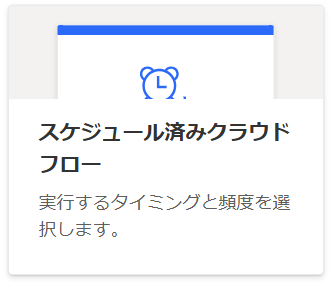 スケジュール済みクラウド
フロー
実行するタイミングと頻度を選
択します。